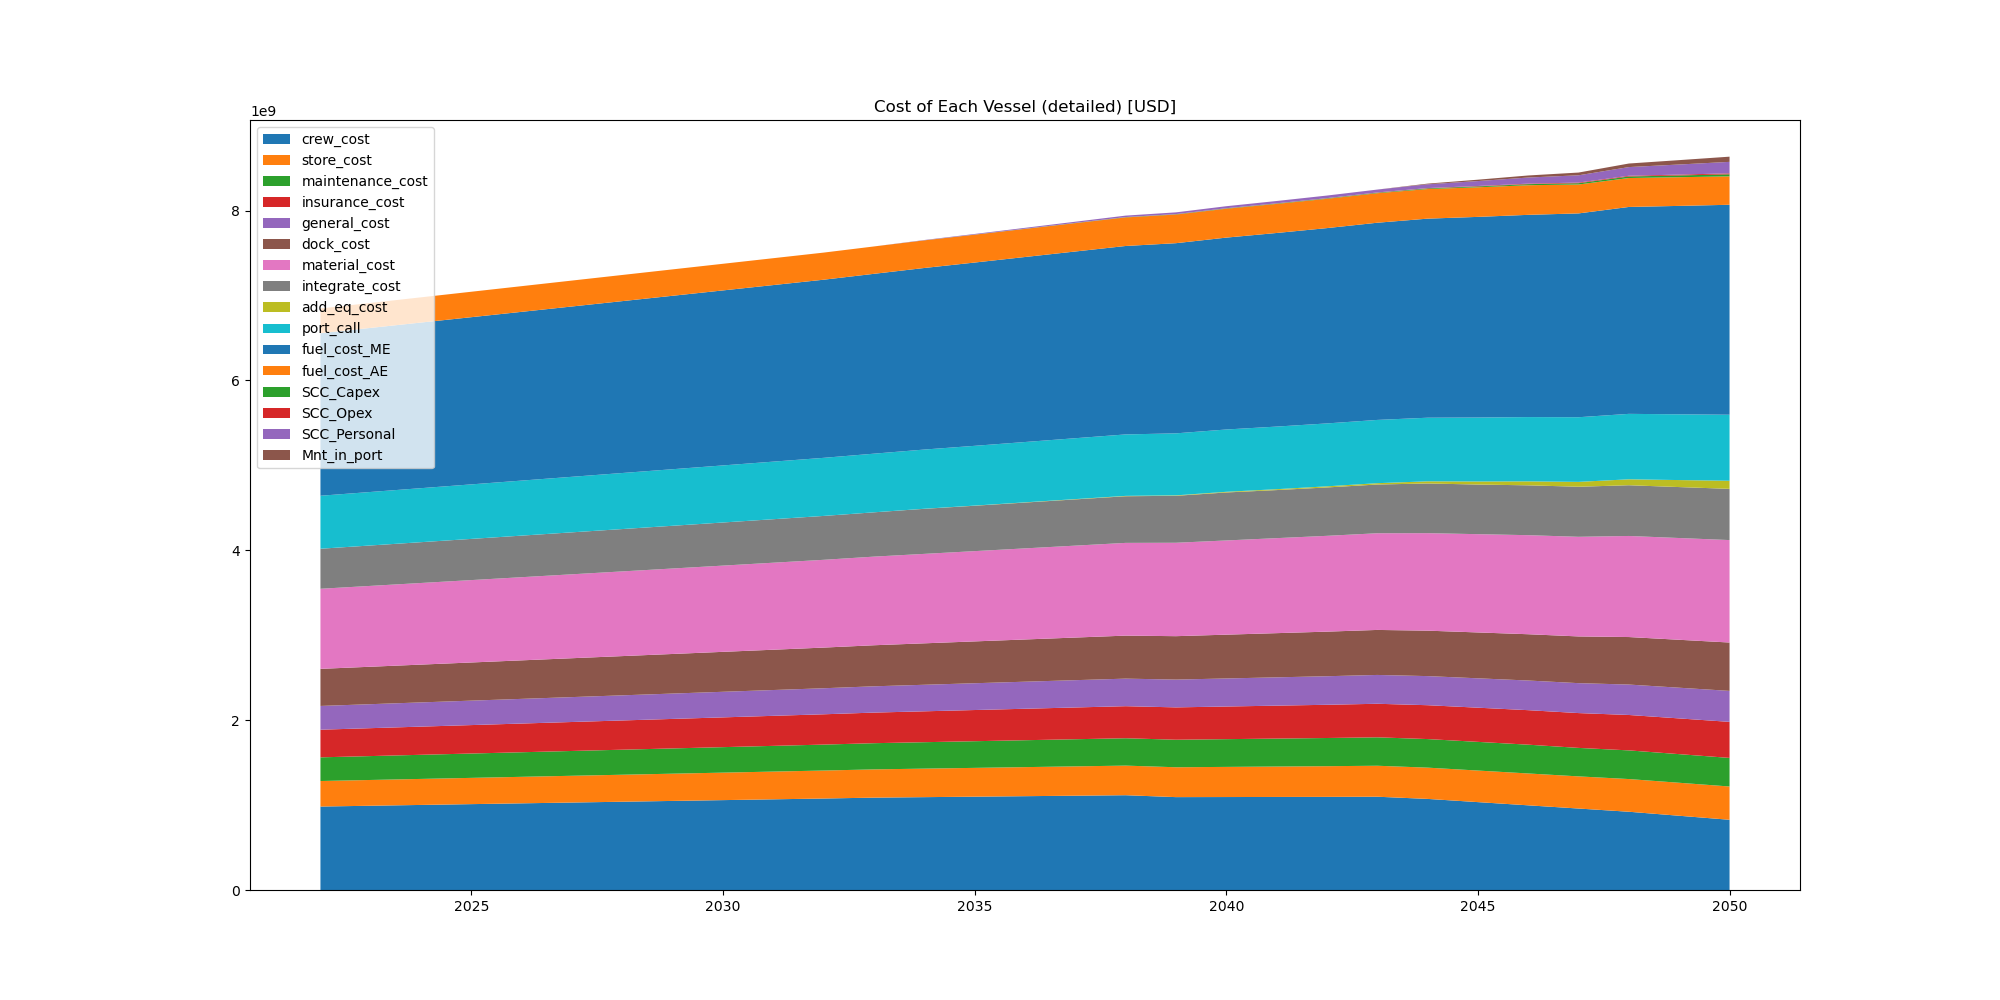 Cost of Each Vessel (detailed) [USD]
1e9
crew_cost
store_cost
maintenance_cost
insurance_cost
general_cost
dock_cost
material_cost
integrate_cost
add_eq_cost
port_call
fuel_cost_ME
fuel_cost_AE
SCC_Capex
SCC_Opex
SCC_Personal
Mnt_in_port
8
6
4
2
0
2025 2030 2035 2040 2045 2050